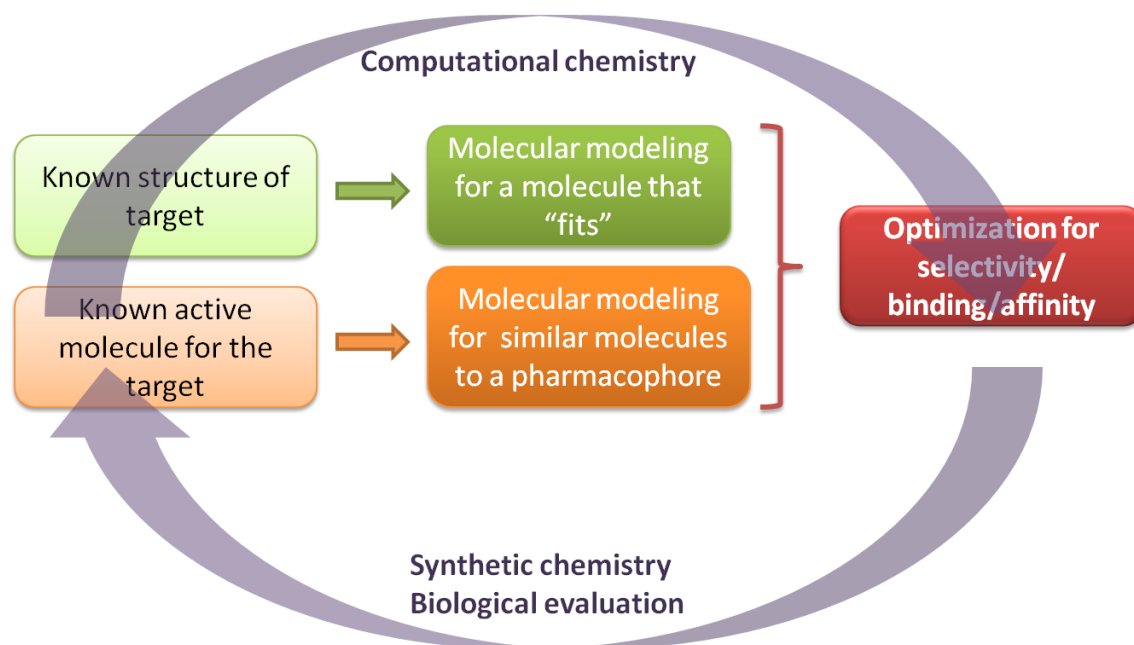 Computational chemistry
Known structure of
target
Molecular modeling
for a molecule that
“fits”
Known active
molecule for the
target
Molecular modeling
for similar molecules
to a pharmacophore
Optimization for
selectivity/
binding/affinity
Synthetic chemistry
Biological evaluation